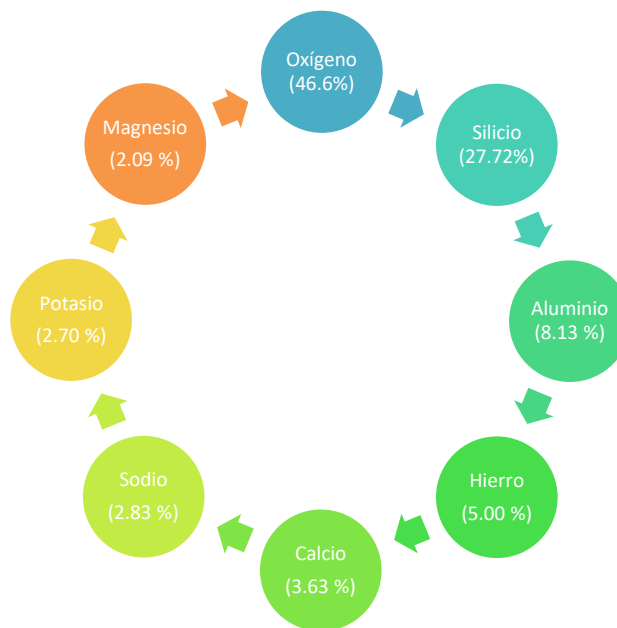 Oxígeno
(46.6%)
Silicio
(27.72%)
Aluminio
(8.13 %)
Hierro
(5.00 %)
Calcio
(3.63 %)
Sodio
(2.83 %)
Potasio
(2.70 %)
Magnesio
(2.09 %)